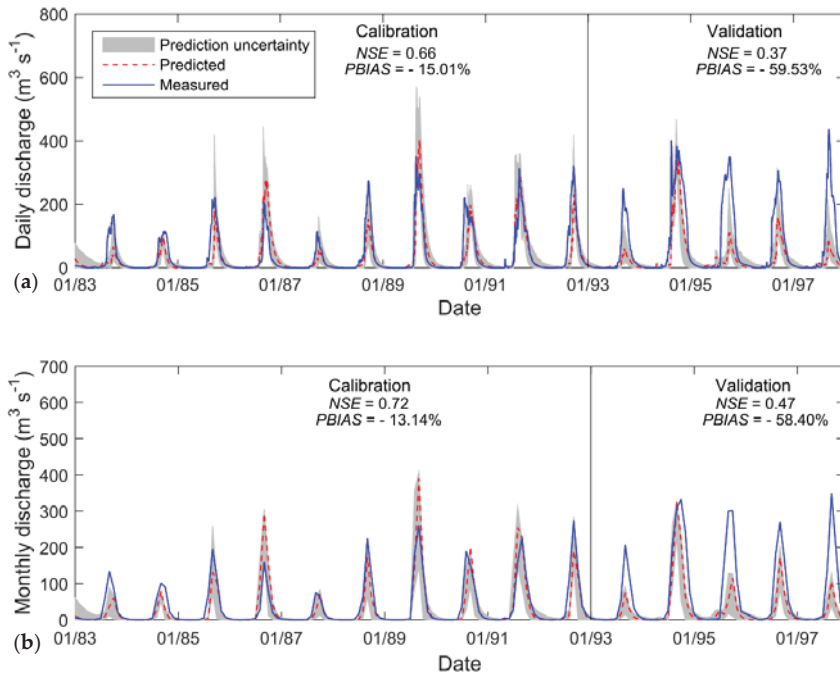 800
600
400
200
0
Daily discharge (m³ s⁻¹)
Prediction uncertainty
Predicted
Measured
Calibration
NSE = 0.66
PBIAS = - 15.01%
Validation
NSE = 0.37
PBIAS = - 59.53%
(a)
01/83 01/85 01/87 01/89 01/91 01/93 01/95 01/97
Date
700
600
500
400
300
200
100
0
Monthly discharge (m³ s⁻¹)
Calibration
NSE = 0.72
PBIAS = - 13.14%
Validation
NSE = 0.47
PBIAS = - 58.40%
(b)
01/83 01/85 01/87 01/89 01/91 01/93 01/95 01/97
Date